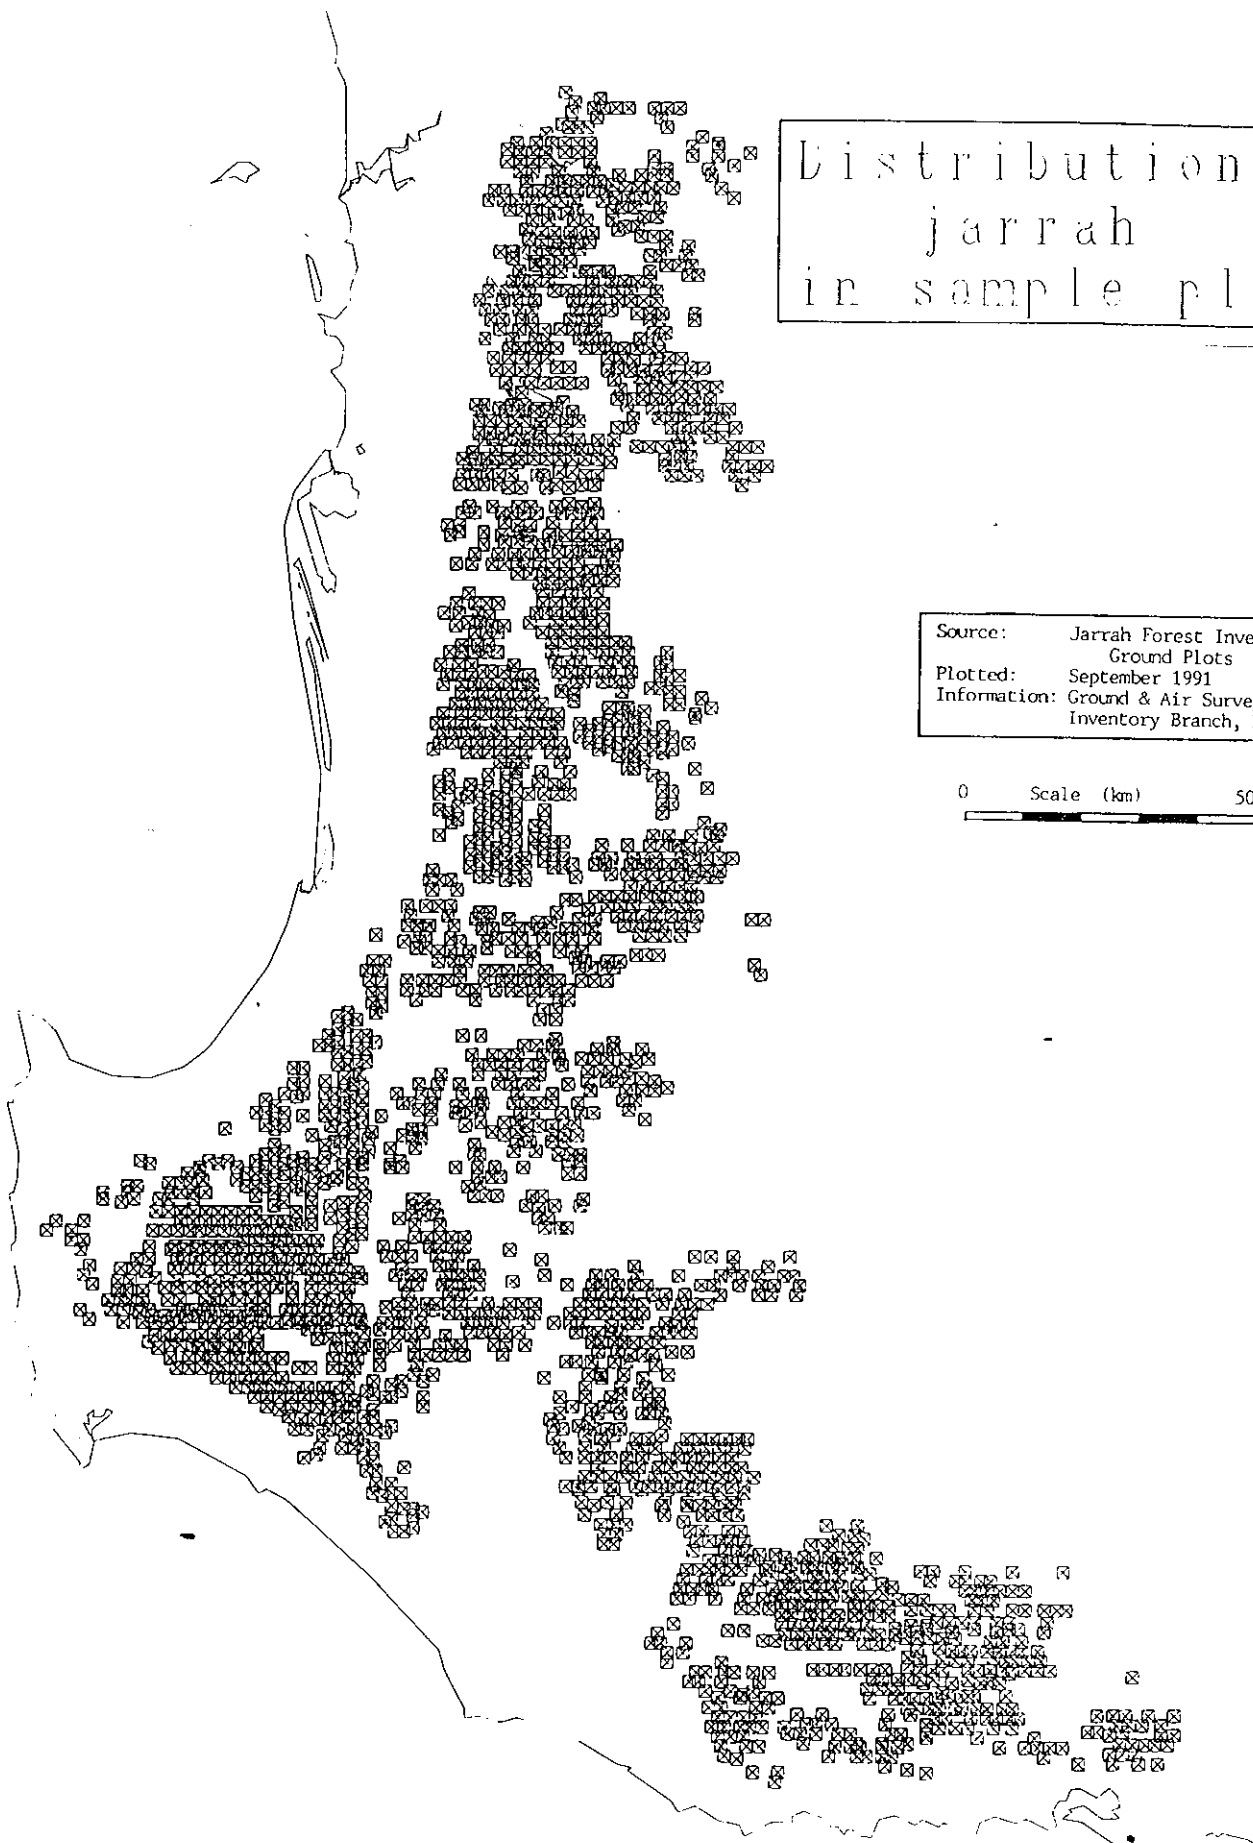 Distribution
jarrah
in sample pl
Source: Jarrah Forest Inve
Ground Plots
Plotted: September 1991
Information: Ground & Air Surve
Inventory Branch,
0 Scale (km) 50